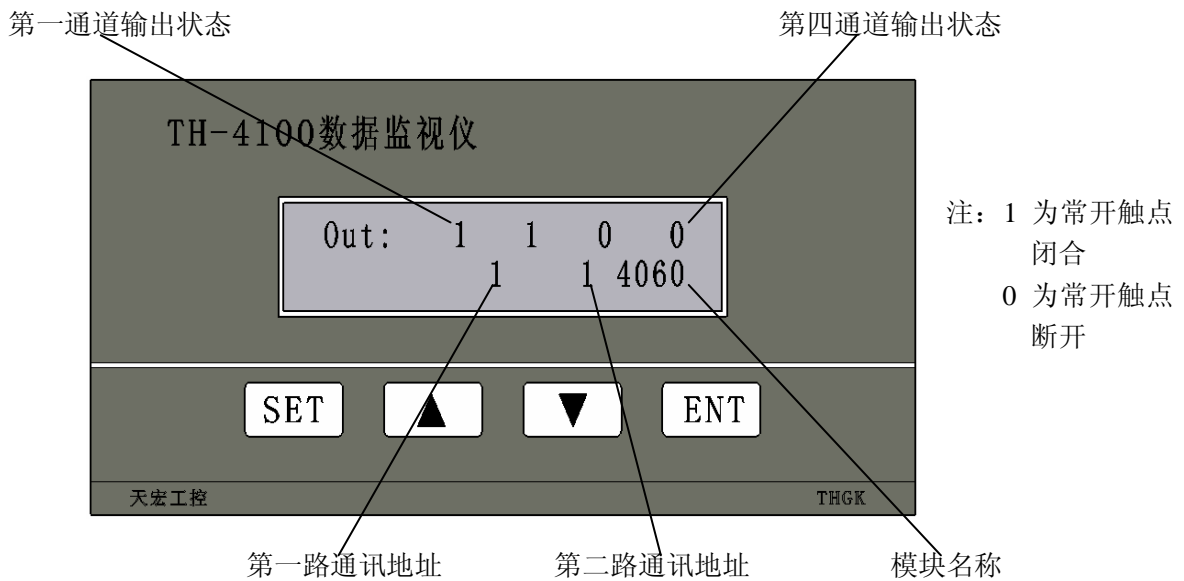 第一通道输出状态
第四通道输出状态
TH-4100数据监视仪
Out: 1 1 0 0
1 1 4060
注：1 为常开触点
闭合
0 为常开触点
断开
SET ▲ ▼ ENT
天宏工控
THGK
第一路通讯地址
第二路通讯地址
模块名称